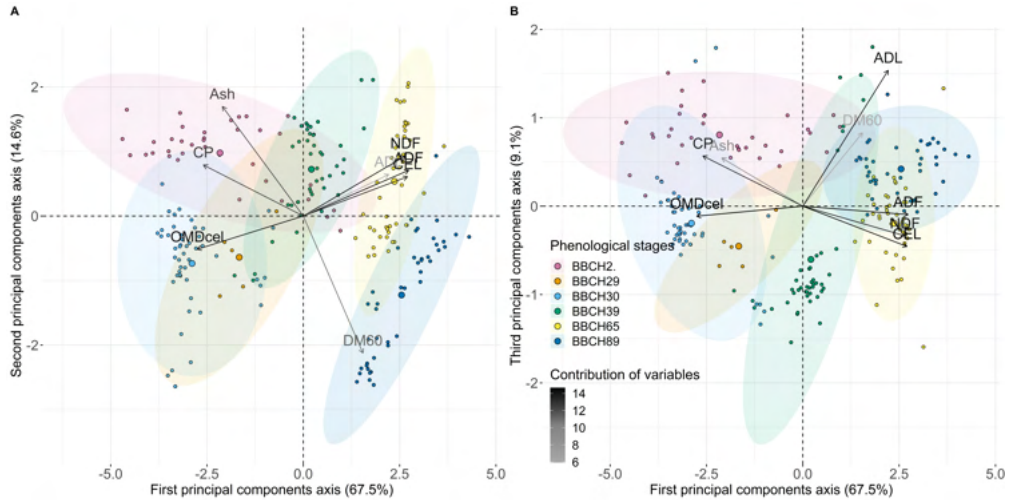 A
B
Second principal components axis (14.6%)
2
0
-2
Ash
CP
OMDcel
NDF
ADF
CEL
DM60
-5.0
-2.5
0.0
2.5
5.0
First principal components axis (67.5%)
Third principal components axis (9.1%)
2
1
0
-1
-2
ADL
DM60
CP
Ash
OMDcel
ADF
NDF
CEL
Phenological stages
BBCH2.
BBCH29
BBCH30
BBCH39
BBCH65
BBCH89
Contribution of variables
14
12
10
8
6
-5.0
-2.5
0.0
2.5
5.0
First principal components axis (67.5%)